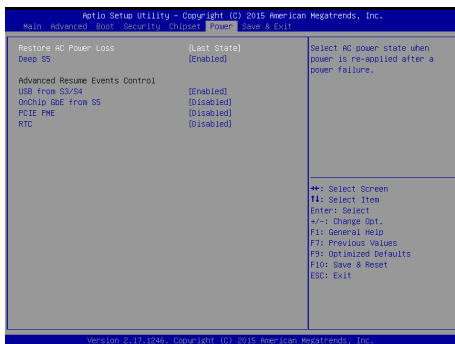 Aptio Setup Utility – Copyright (C) 2015 American Megatrends, Inc.
Main Advanced Boot Security Chipset Power Save & Exit
Restore AC Power Loss [Last State]
Deep S5 [Enabled]
Advanced Resume Events Control
USB from S3/S4 [Enabled]
OnChip GbE from S5 [Disabled]
PCIE PME [Disabled]
RTC [Disabled]
Select AC power state when
power is re-applied after a
power failure.
→←: Select Screen
↑↓: Select Item
Enter: Select
+/-: Change Opt.
F1: General Help
F7: Previous Values
F9: Optimized Defaults
F10: Save & Reset
ESC: Exit
Version 2.17.1246. Copyright (C) 2015 American Megatrends, Inc.